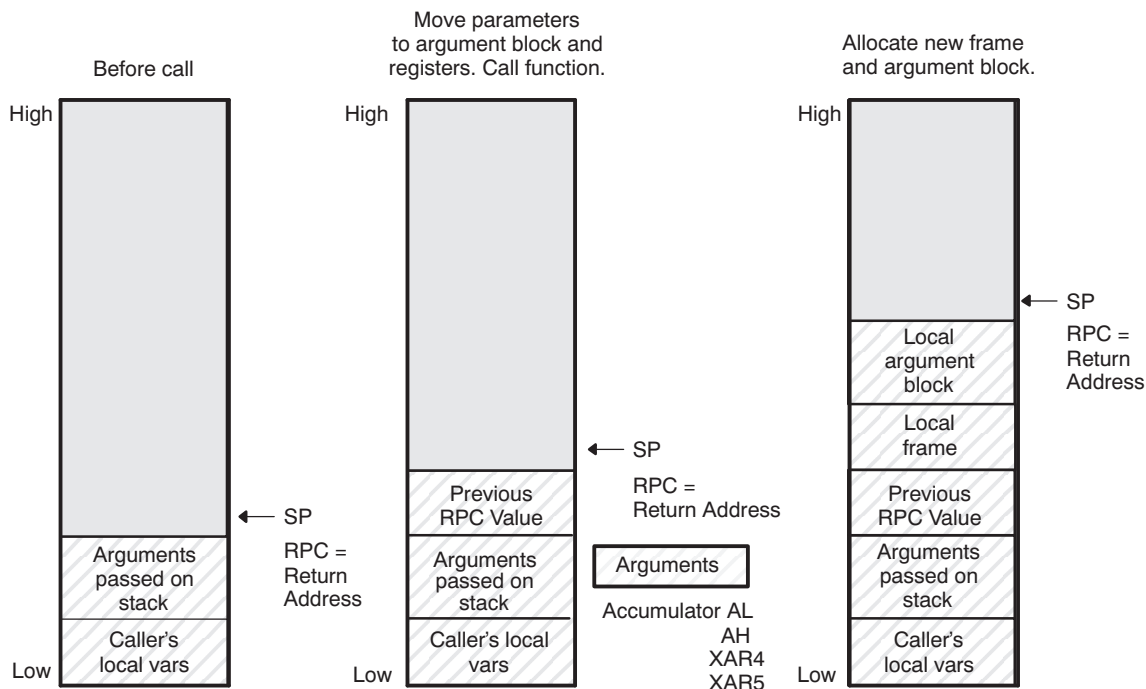 Before call
High
SP
RPC =
Return
Address
Arguments
passed on
stack
Caller's
local vars
Low
Move parameters
to argument block and
registers. Call function.
High
SP
RPC =
Return Address
Previous
RPC Value
Arguments
passed on
stack
Caller's local
vars
Low
Arguments
Accumulator AL
AH
XAR4
XAR5
Allocate new frame
and argument block.
High
SP
RPC =
Return
Address
Local
argument
block
Local
frame
Previous
RPC Value
Arguments
passed on
stack
Caller's
local vars
Low